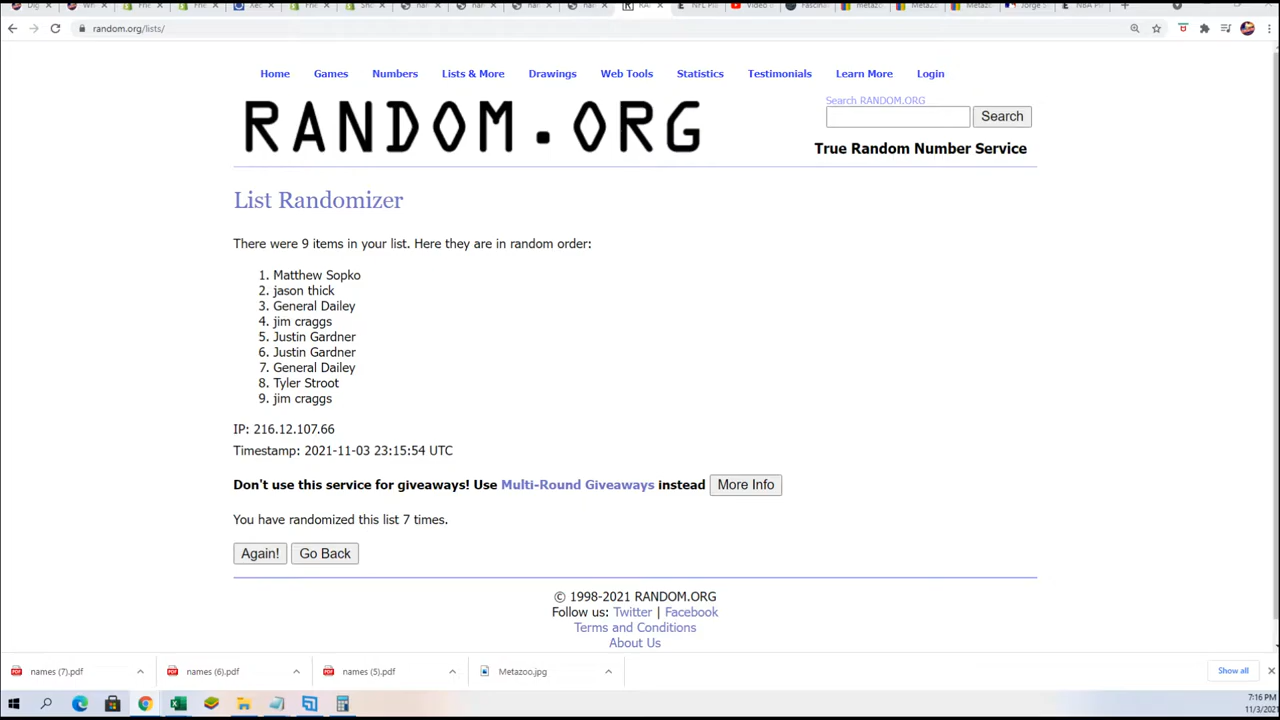 random.org/lists/
Home Games Numbers Lists & More Drawings Web Tools Statistics Testimonials Learn More Login
RANDOM.ORG
Search RANDOM.ORG
Search
True Random Number Service
List Randomizer
There were 9 items in your list. Here they are in random order:
1. Matthew Sopko
2. jason thick
3. General Dailey
4. jim craggs
5. Justin Gardner
6. Justin Gardner
7. General Dailey
8. Tyler Stroot
9. jim craggs
IP: 216.12.107.66
Timestamp: 2021-11-03 23:15:54 UTC
Don't use this service for giveaways! Use Multi-Round Giveaways instead More Info
You have randomized this list 7 times.
Again! Go Back
© 1998-2021 RANDOM.ORG
Follow us: Twitter | Facebook
Terms and Conditions
About Us
names (7).pdf names (6).pdf names (5).pdf Metazoo.jpg Show all
7:16 PM